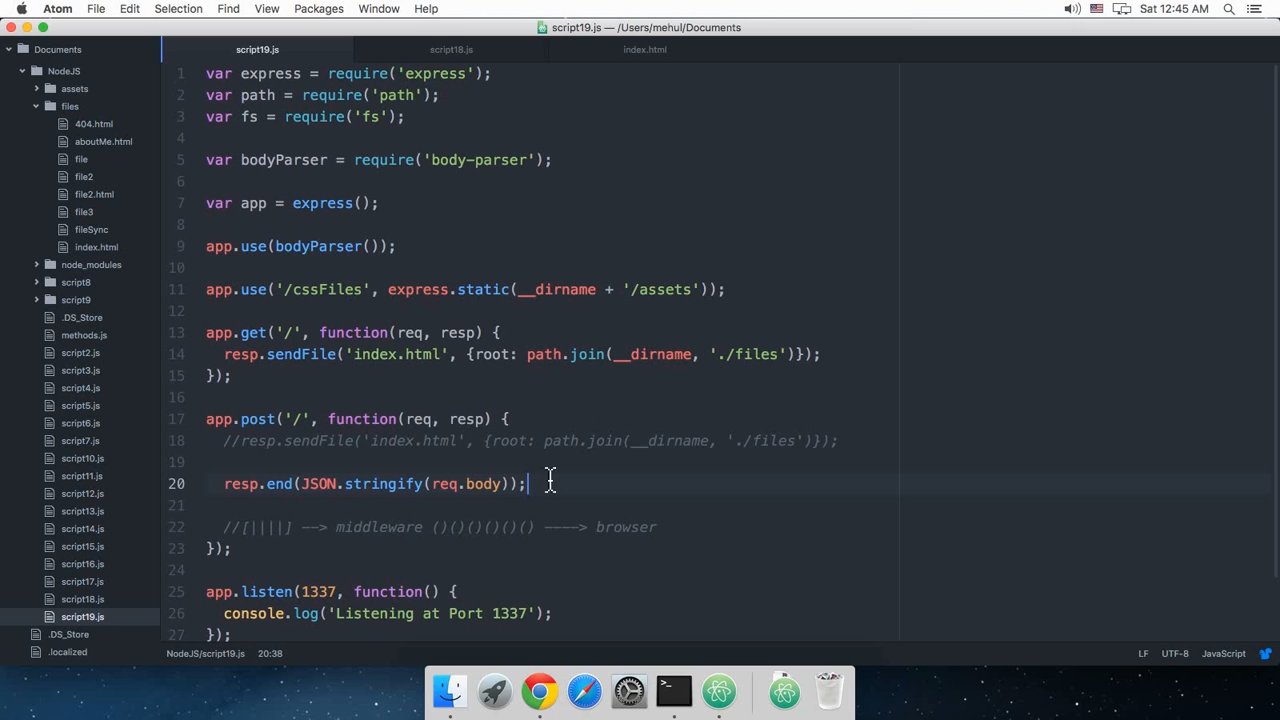 Atom File Edit Selection Find View Packages Window Help Sat 12:45 AM
script19.js — /Users/mehul/Documents
Documents
NodeJS
assets
files
404.html
aboutMe.html
file
file2
file2.html
file3
fileSync
index.html
node_modules
script8
script9
.DS_Store
methods.js
script2.js
script3.js
script4.js
script5.js
script6.js
script7.js
script10.js
script11.js
script12.js
script13.js
script14.js
script15.js
script16.js
script17.js
script18.js
script19.js
.DS_Store
.localized
script19.js script18.js index.html
1 var express = require('express');
2 var path = require('path');
3 var fs = require('fs');
4
5 var bodyParser = require('body-parser');
6
7 var app = express();
8
9 app.use(bodyParser());
10
11 app.use('/cssFiles', express.static(__dirname + '/assets'));
12
13 app.get('/', function(req, resp) {
14 resp.sendFile('index.html', {root: path.join(__dirname, './files')});
15 });
16
17 app.post('/', function(req, resp) {
18 //resp.sendFile('index.html', {root: path.join(__dirname, './files')});
19
20 resp.end(JSON.stringify(req.body));
21
22 //[||||] --> middleware ()()()()()() ----> browser
23 });
24
25 app.listen(1337, function() {
26 console.log('Listening at Port 1337');
27 });
NodeJS/script19.js 20:38 LF UTF-8 JavaScript